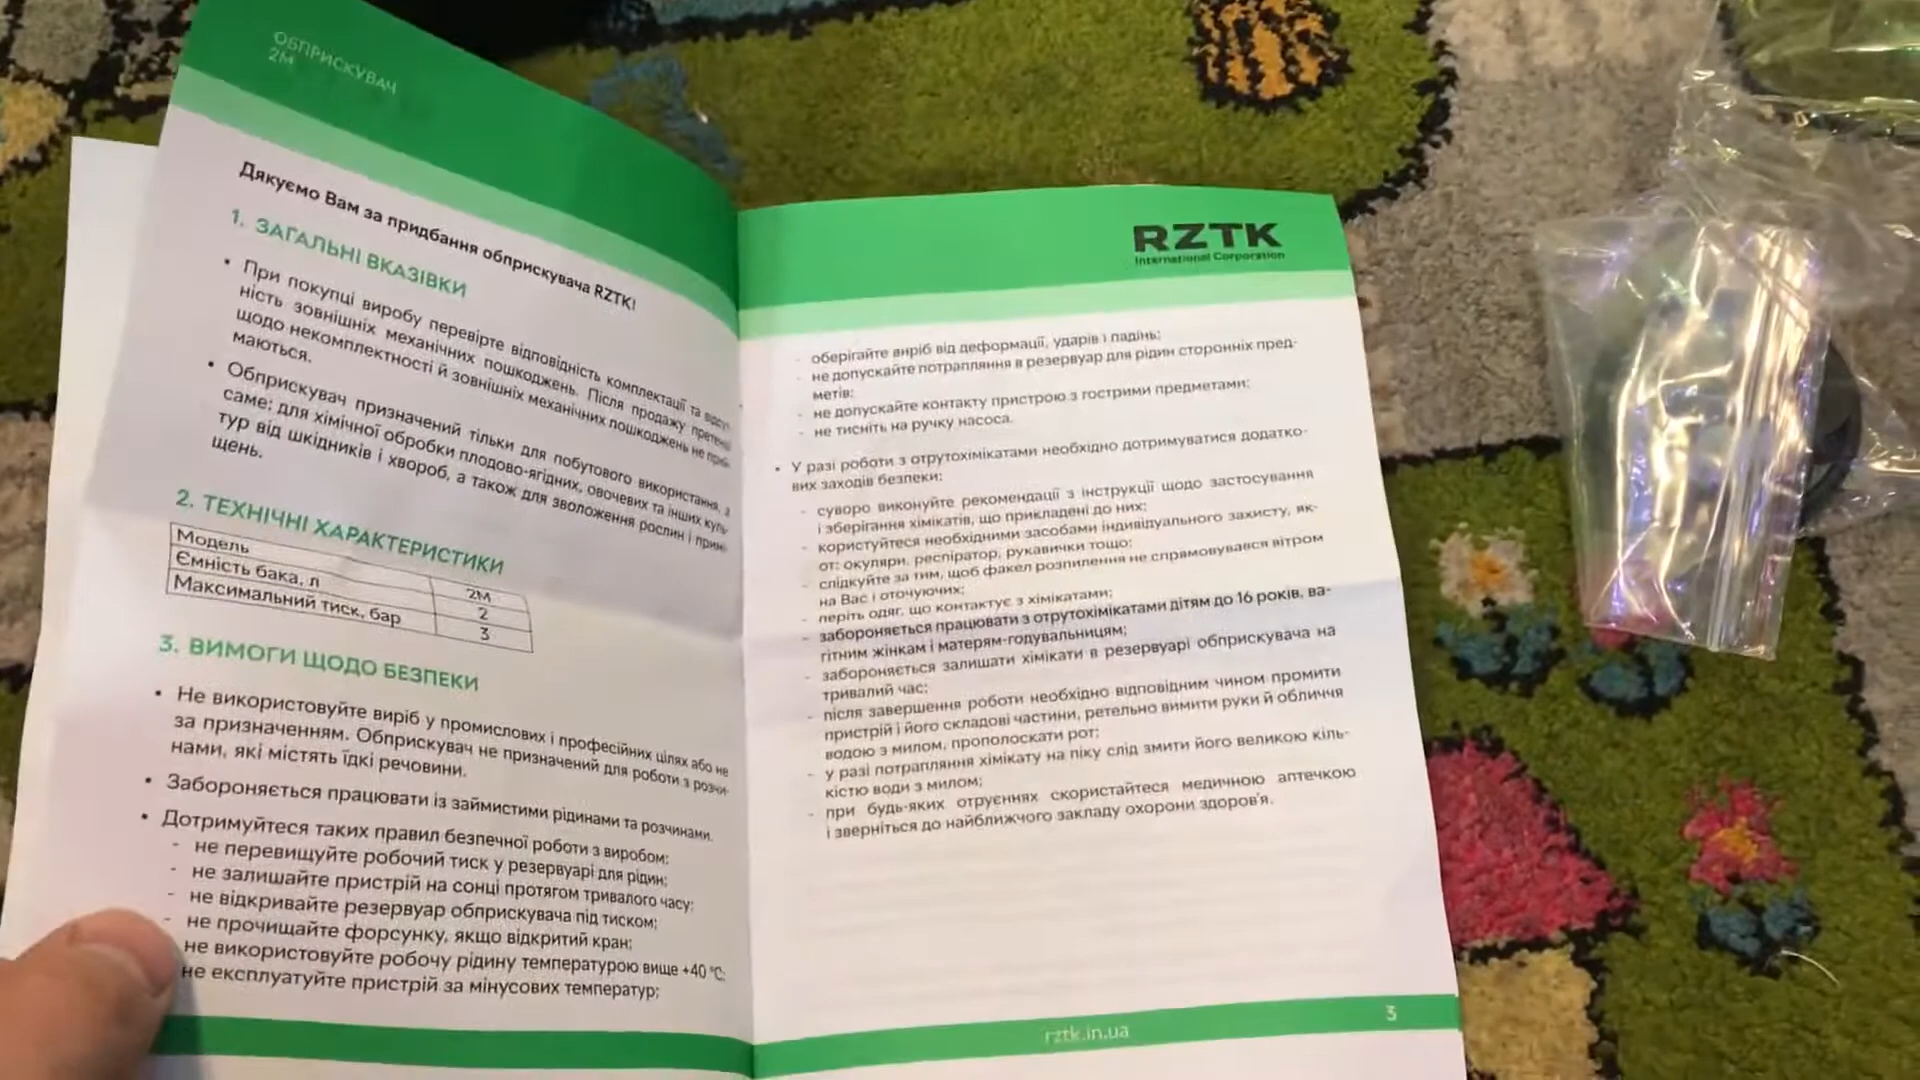 ОБПРИСКУВАЧ
2М
Дякуємо Вам за придбання обприскувача RZTK!
1. ЗАГАЛЬНІ ВКАЗІВКИ
• При покупці виробу перевірте відповідність комплектації та відсут-
ність зовнішніх механічних пошкоджень. Після продажу претензії
щодо некомплектності й зовнішніх механічних пошкоджень не прий-
маються.
• Обприскувач призначений тільки для побутового використання, а
саме: для хімічної обробки плодово-ягідних, овочевих та інших куль-
тур від шкідників і хвороб, а також для зволоження рослин і примі-
щень.
2. ТЕХНІЧНІ ХАРАКТЕРИСТИКИ
Модель 2М
Ємність бака, л 2
Максимальний тиск, бар 3
3. ВИМОГИ ЩОДО БЕЗПЕКИ
• Не використовуйте виріб у промислових і професійних цілях або не
за призначенням. Обприскувач не призначений для роботи з розчи-
нами, які містять їдкі речовини.
• Забороняється працювати із займистими рідинами та розчинами.
• Дотримуйтеся таких правил безпечної роботи з виробом:
- не перевищуйте робочий тиск у резервуарі для рідин;
- не залишайте пристрій на сонці протягом тривалого часу;
- не відкривайте резервуар обприскувача під тиском;
- не прочищайте форсунку, якщо відкритий кран;
не використовуйте робочу рідину температурою вище +40 °С;
не експлуатуйте пристрій за мінусових температур;
RZTK
International Corporation
- оберігайте виріб від деформації, ударів і падінь;
- не допускайте потрапляння в резервуар для рідин сторонніх пред-
метів;
- не допускайте контакту пристрою з гострими предметами;
- не тисніть на ручку насоса.
• У разі роботи з отрутохімікатами необхідно дотримуватися додатко-
вих заходів безпеки:
- суворо виконуйте рекомендації з інструкції щодо застосування
і зберігання хімікатів, що прикладені до них;
- користуйтеся необхідними засобами індивідуального захисту, як-
от: окуляри, респіратор, рукавички тощо;
- слідкуйте за тим, щоб факел розпилення не спрямовувався вітром
на Вас і оточуючих;
- періть одяг, що контактує з хімікатами;
- забороняється працювати з отрутохімікатами дітям до 16 років, ва-
гітним жінкам і матерям-годувальницям;
- забороняється залишати хімікати в резервуарі обприскувача на
тривалий час;
- після завершення роботи необхідно відповідним чином промити
пристрій і його складові частини, ретельно вимити руки й обличчя
водою з милом, прополоскати рот;
- у разі потрапляння хімікату на шкіру слід змити його великою кіль-
кістю води з милом;
- при будь-яких отруєннях скористайтеся медичною аптечкою
і зверніться до найближчого закладу охорони здоров'я.
rztk.in.ua
3